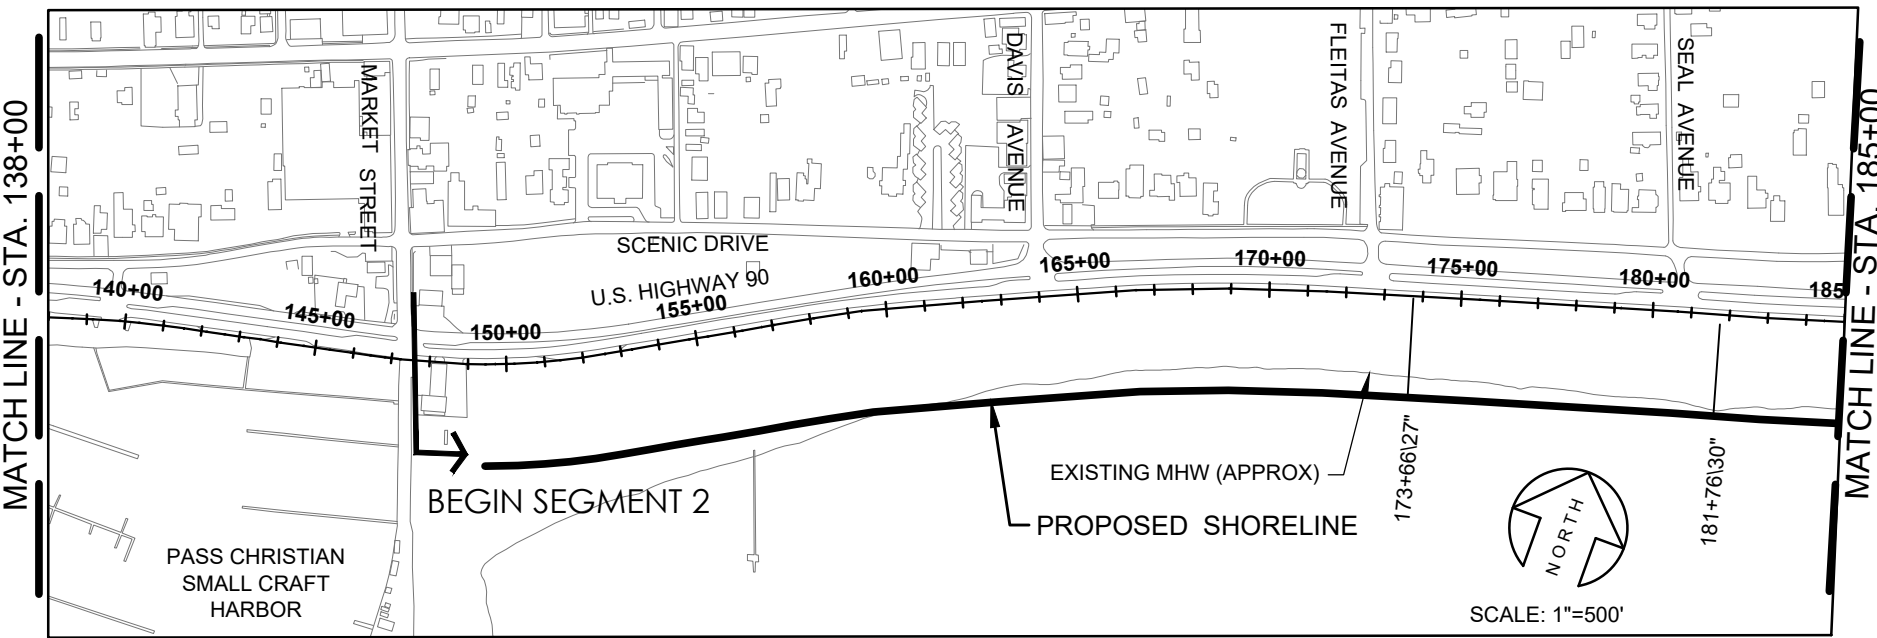 MATCH LINE - STA. 138+00
MARKET STREET
DAVIS AVENUE
FLEITAS AVENUE
SEAL AVENUE
MATCH LINE - STA. 185+00
SCENIC DRIVE
U.S. HIGHWAY 90
140+00
145+00
150+00
155+00
160+00
165+00
170+00
175+00
180+00
185
BEGIN SEGMENT 2
EXISTING MHW (APPROX)
PROPOSED SHORELINE
173+66\27"
181+76\30"
PASS CHRISTIAN
SMALL CRAFT
HARBOR
NORTH
SCALE: 1"=500'